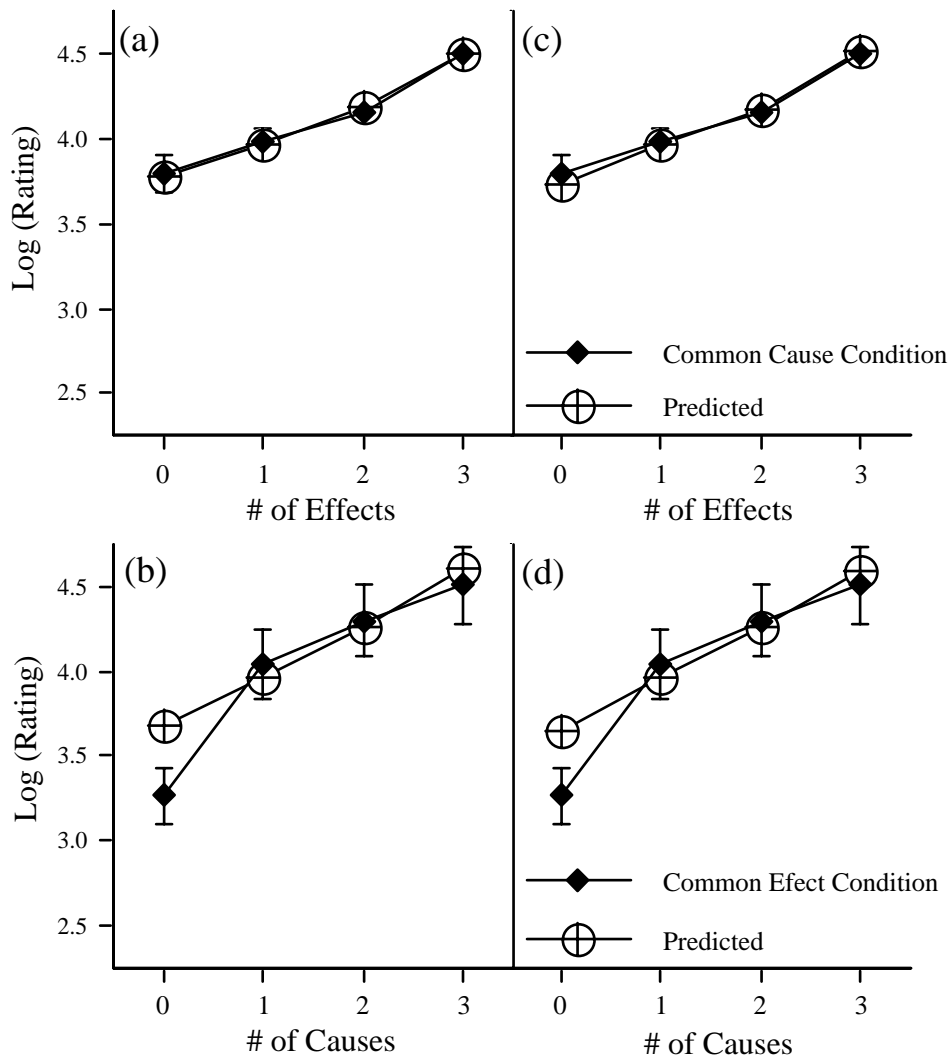 (a)
(c)
4.5
4.0
3.5
3.0
2.5
Log (Rating)
Common Cause Condition
Predicted
0 1 2 3
0 1 2 3
# of Effects
# of Effects
(b)
(d)
4.5
4.0
3.5
3.0
2.5
Log (Rating)
Common Efect Condition
Predicted
0 1 2 3
0 1 2 3
# of Causes
# of Causes